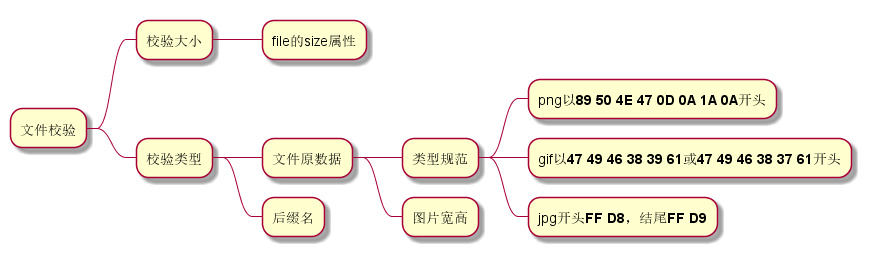 文件校验
校验大小
file的size属性
校验类型
文件原数据
类型规范
png以89 50 4E 47 0D 0A 1A 0A开头
gif以47 49 46 38 39 61或47 49 46 38 37 61开头
jpg开头FF D8，结尾FF D9
图片宽高
后缀名